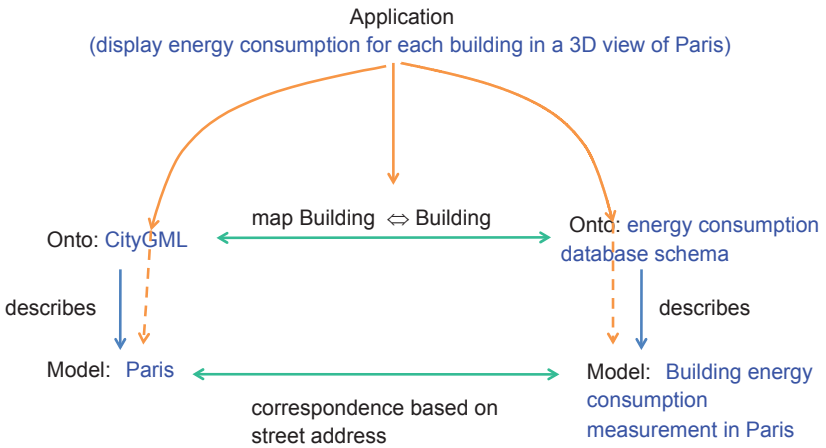 Application
(display energy consumption for each building in a 3D view of Paris)
map Building ⇔ Building
Onto: CityGML
Onto: energy consumption
database schema
describes
describes
Model: Paris
Model: Building energy
consumption
measurement in Paris
correspondence based on
street address